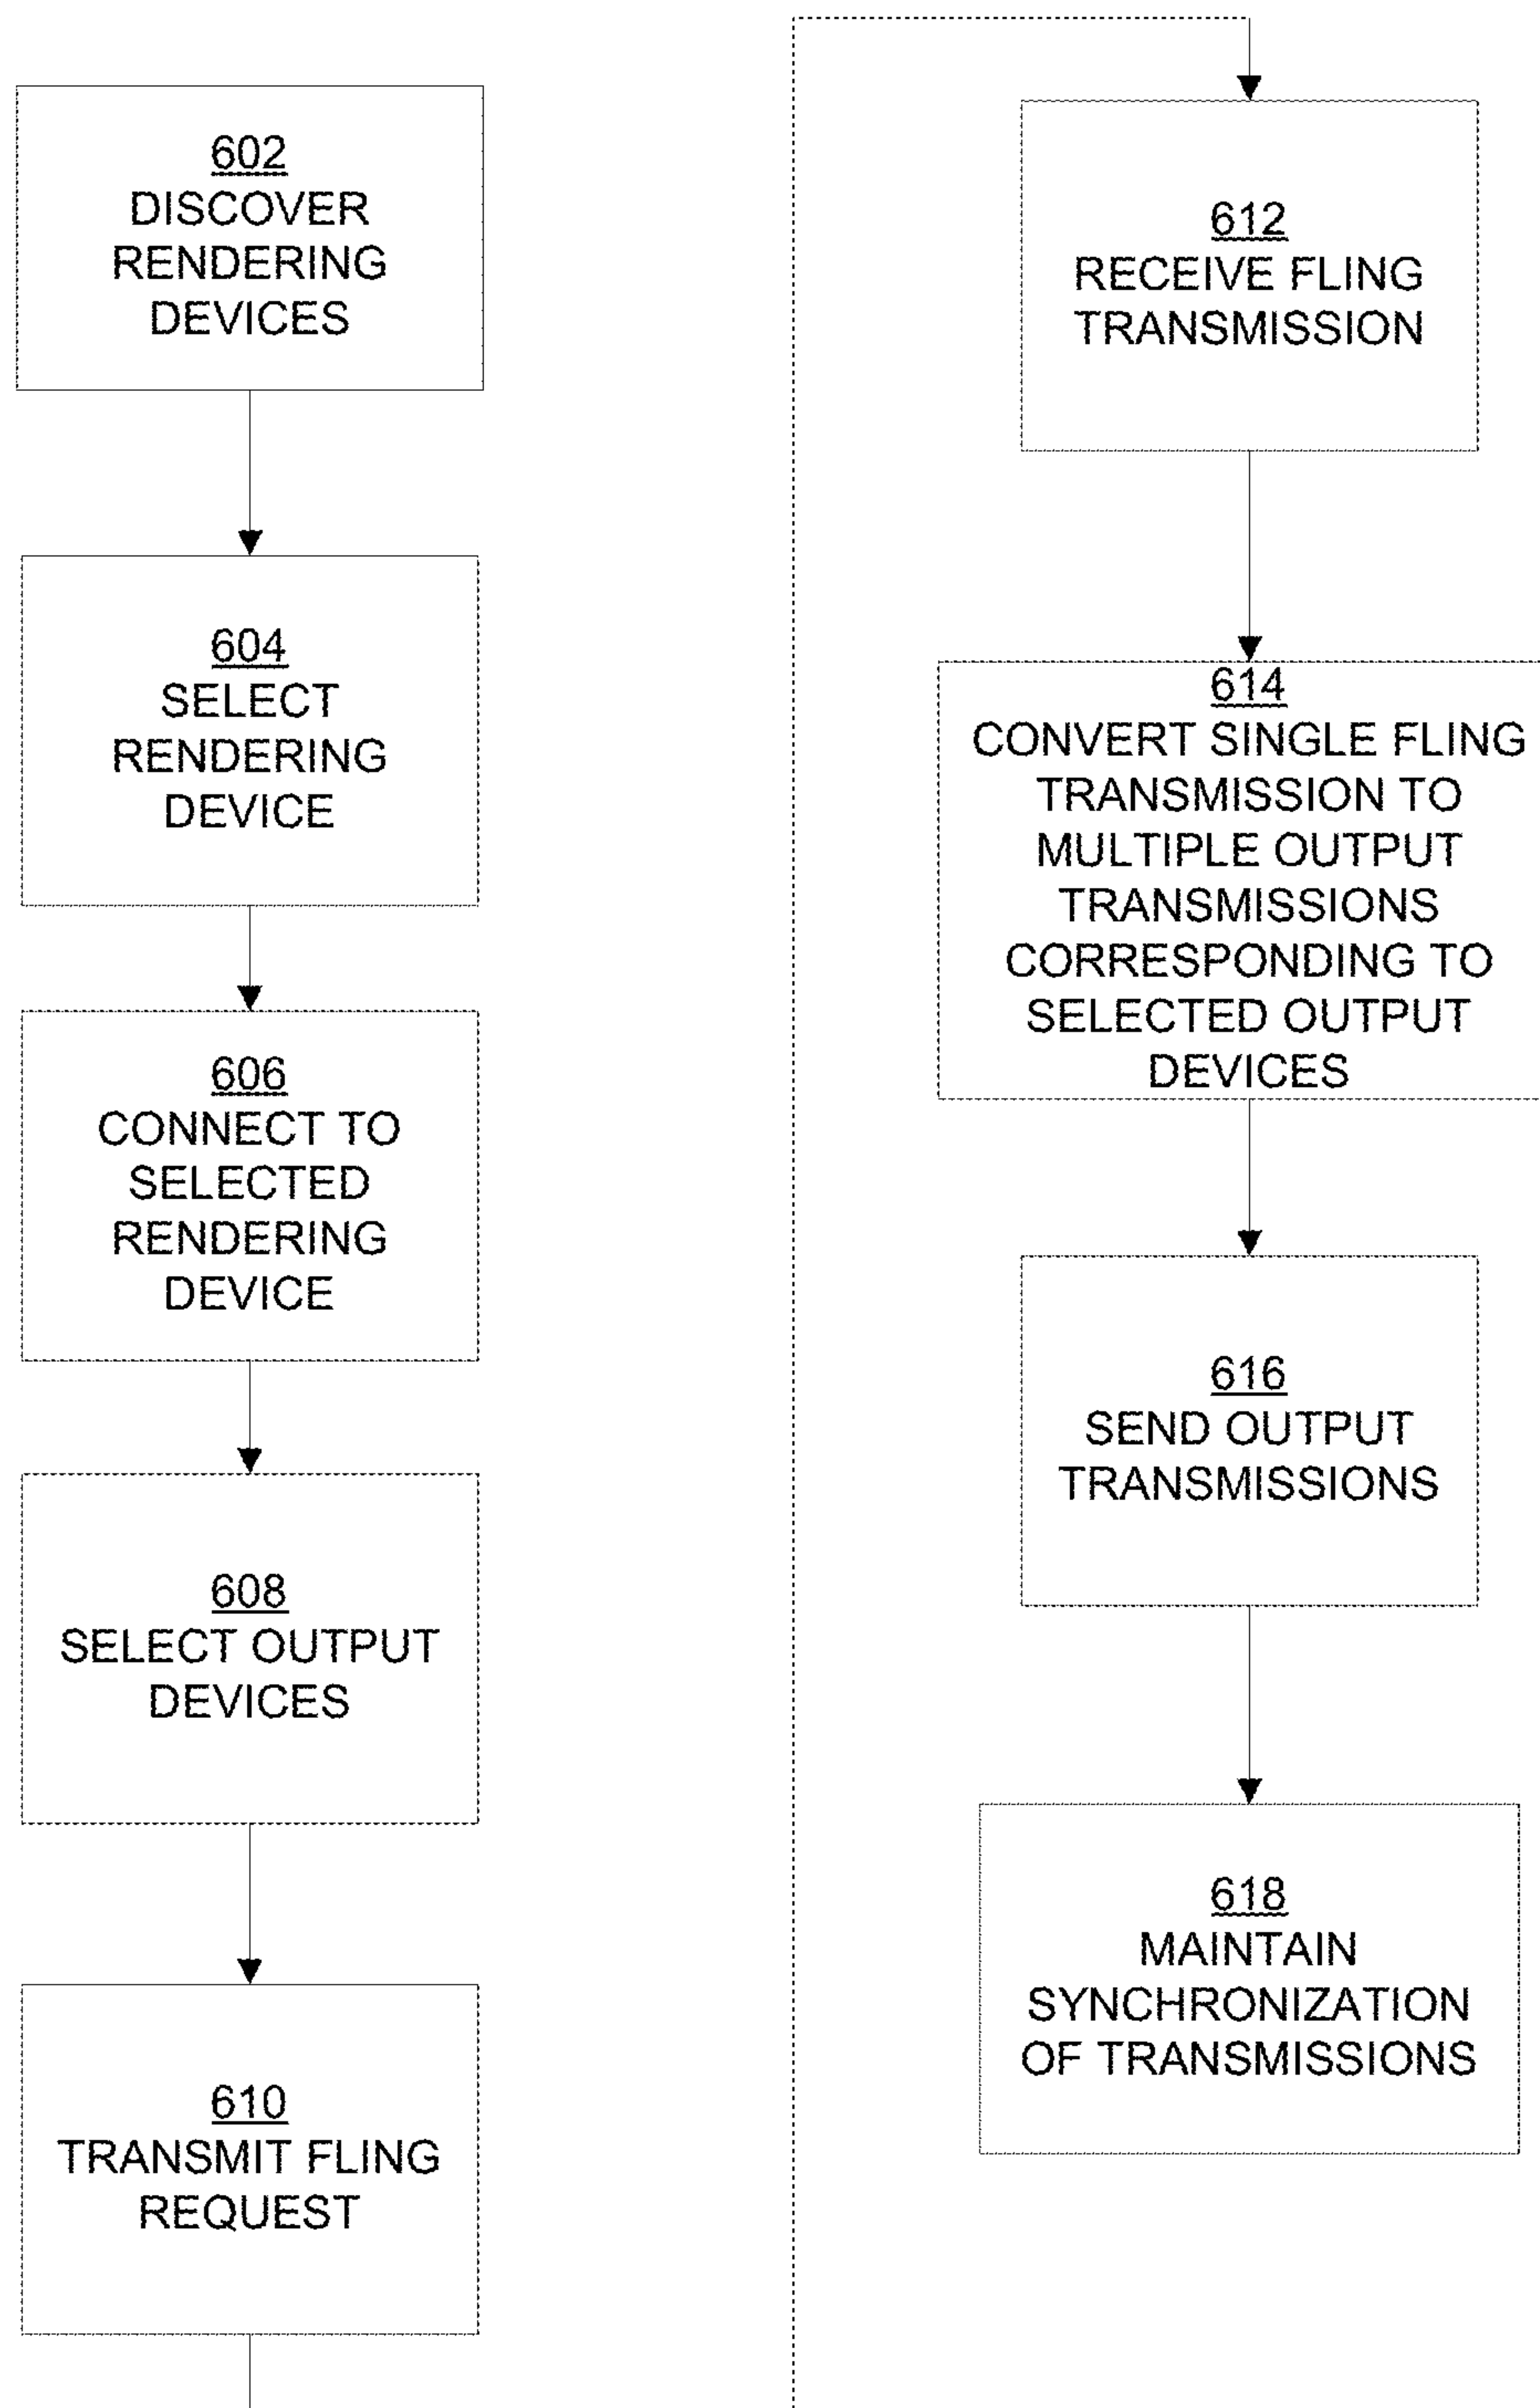 602
DISCOVER
RENDERING
DEVICES
604
SELECT
RENDERING
DEVICE
606
CONNECT TO
SELECTED
RENDERING
DEVICE
608
SELECT OUTPUT
DEVICES
610
TRANSMIT FLING
REQUEST
612
RECEIVE FLING
TRANSMISSION
614
CONVERT SINGLE FLING
TRANSMISSION TO
MULTIPLE OUTPUT
TRANSMISSIONS
CORRESPONDING TO
SELECTED OUTPUT
DEVICES
616
SEND OUTPUT
TRANSMISSIONS
618
MAINTAIN
SYNCHRONIZATION
OF TRANSMISSIONS